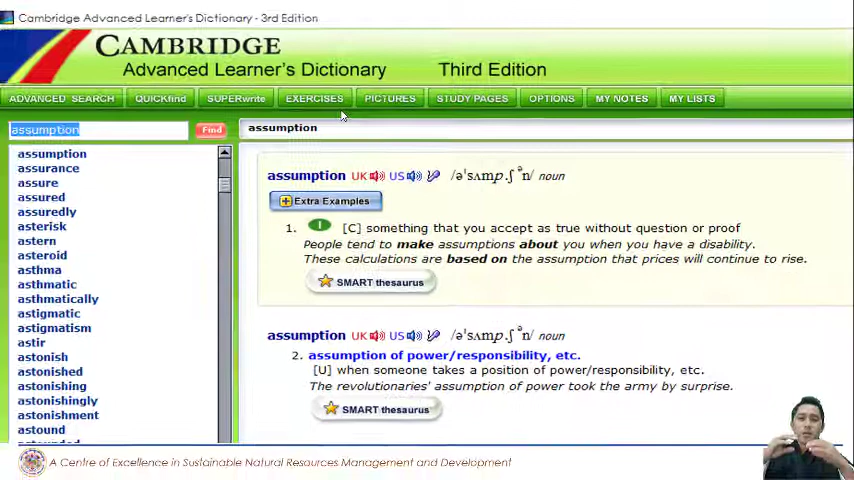 Cambridge Advanced Learner's Dictionary - 3rd Edition
CAMBRIDGE
Advanced Learner's Dictionary Third Edition
ADVANCED SEARCH QUICKfind SUPERwrite EXERCISES PICTURES STUDY PAGES OPTIONS MY NOTES MY LISTS
assumption Find
assumption
assurance
assure
assured
assuredly
asterisk
astern
asteroid
asthma
asthmatic
asthmatically
astigmatic
astigmatism
astir
astonish
astonished
astonishing
astonishingly
astonishment
astound
astounded
assumption
assumption UK US /əˈsʌmp.ʃᵊn/ noun
Extra Examples
1. I [C] something that you accept as true without question or proof
People tend to make assumptions about you when you have a disability.
These calculations are based on the assumption that prices will continue to rise.
SMART thesaurus
assumption UK US /əˈsʌmp.ʃᵊn/ noun
2. assumption of power/responsibility, etc.
[U] when someone takes a position of power/responsibility, etc.
The revolutionaries' assumption of power took the army by surprise.
SMART thesaurus
A Centre of Excellence in Sustainable Natural Resources Management and Development